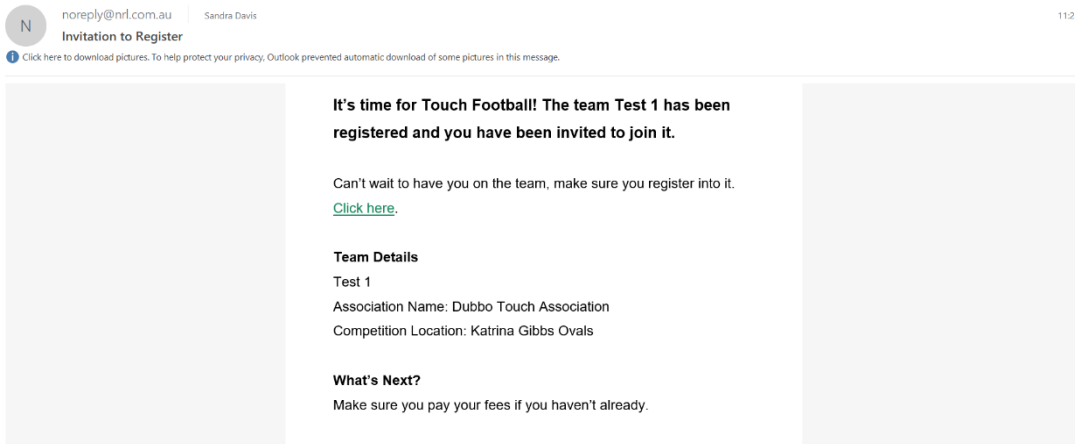 N
noreply@nrl.com.au Sandra Davis 11:2
Invitation to Register
i Click here to download pictures. To help protect your privacy, Outlook prevented automatic download of some pictures in this message.
It's time for Touch Football! The team Test 1 has been
registered and you have been invited to join it.
Can't wait to have you on the team, make sure you register into it.
Click here.
Team Details
Test 1
Association Name: Dubbo Touch Association
Competition Location: Katrina Gibbs Ovals
What's Next?
Make sure you pay your fees if you haven't already.